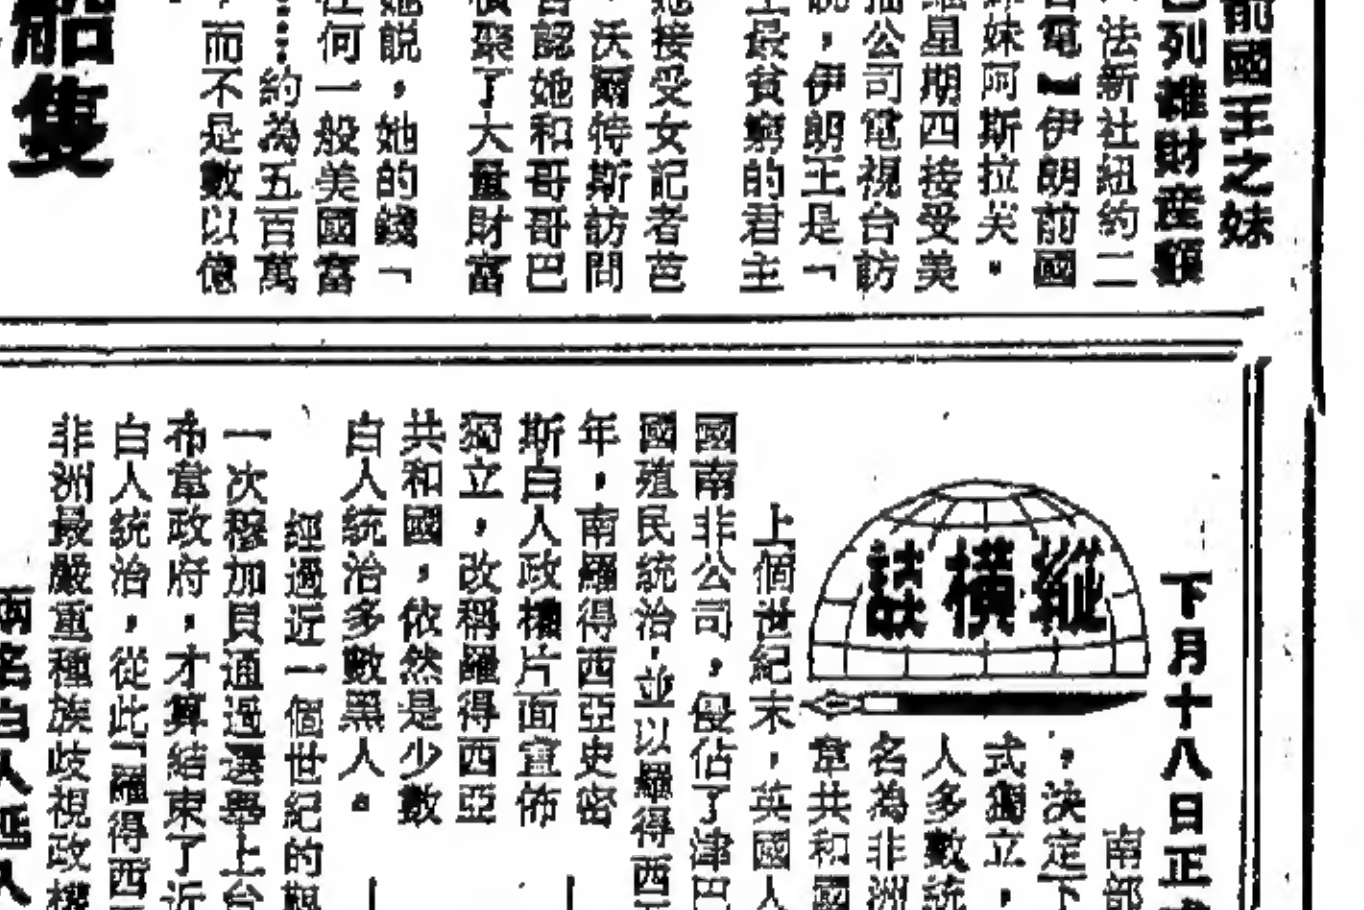 前國王之妹
列財産額
法新社紐約二
電【伊朗前國
妹阿斯拉芙。
星期四接受美
公司電視台訪
，伊朗王是「
最貧窮的君主
接受女記者芭
，沃爾特斯訪問
認她和哥哥巴
積聚了大量財富
她說，她的錢「
任何一般美國富
……約為五百萬
，而不是數以億
船隻
下月十八日正
縱橫談
南部
，決定下
式獨立，
人多數統
名為非洲
韋共和國
上個世紀末，英國人
國南非公司，侵佔了津巴
國殖民統治，並以羅得西
年，南羅得西亞史密
斯白人政權片面宣佈
獨立，改稱羅得西亞
共和國，依然是少數
白人統治多數黑人。
經過近一個世紀的
一次穆加貝通過選舉上台
布韋政府，才算結束了近
白人統治，從此「羅得西
非洲最嚴重種族歧視政權
兩名白人